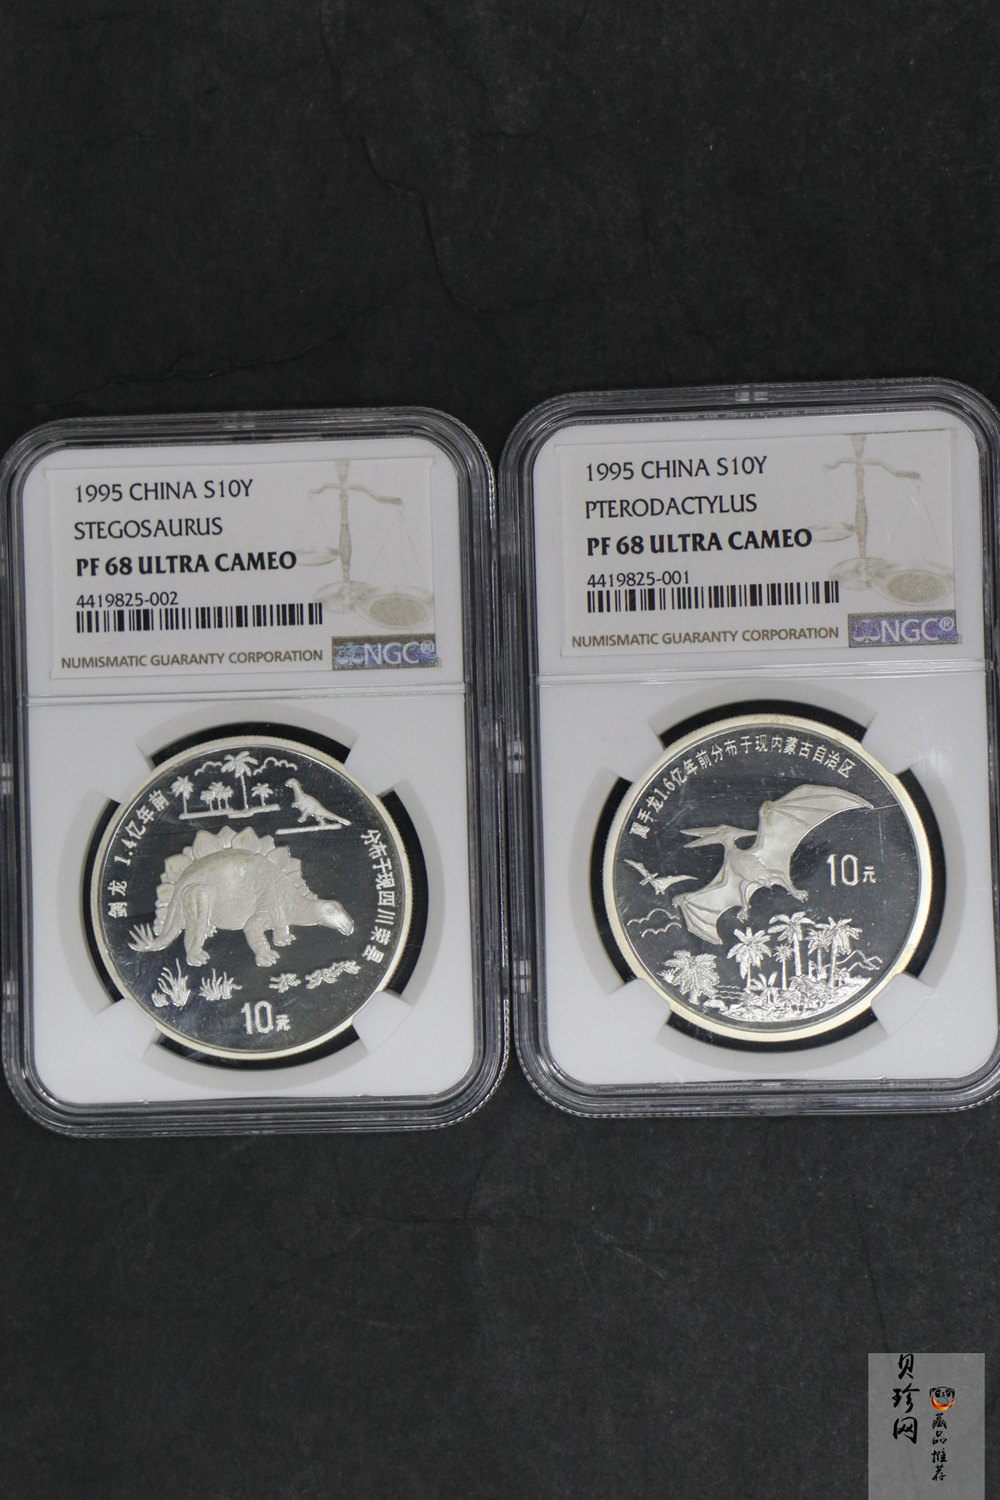 1995 CHINA S10Y
STEGOSAURUS
PF 68 ULTRA CAMEO
4419825-002
NUMISMATIC GUARANTY CORPORATION
NGC®
剑龙 1.4亿年前
分布于现四川荣县
10元
1995 CHINA S10Y
PTERODACTYLUS
PF 68 ULTRA CAMEO
4419825-001
NUMISMATIC GUARANTY CORPORATION
NGC®
翼手龙1.6亿年前分布于现内蒙古自治区
10元
贝珍网
藏品推荐